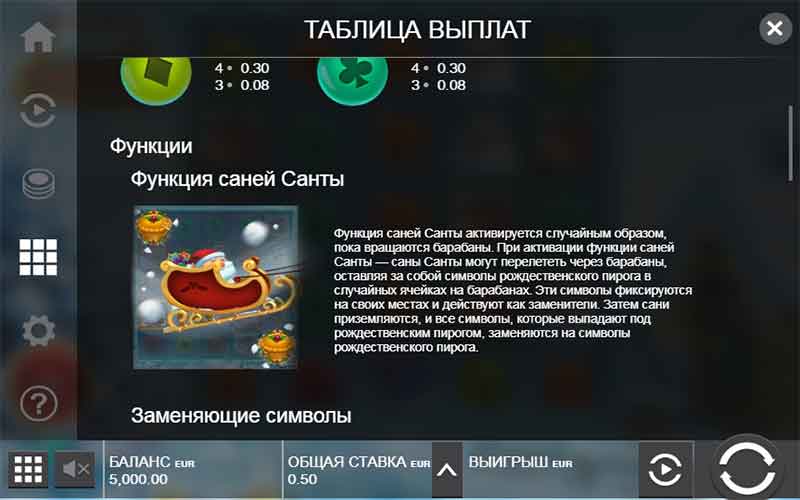 ТАБЛИЦА ВЫПЛАТ
4 • 0.30
3 • 0.08
4 • 0.30
3 • 0.08
Функции
Функция саней Санты
Функция саней Санты активируется случайным образом,
пока вращаются барабаны. При активации функции саней
Санты — саны Санты могут перелететь через барабаны,
оставляя за собой символы рождественского пирога в
случайных ячейках на барабанах. Эти символы фиксируются
на своих местах и действуют как заменители. Затем сани
приземляются, и все символы, которые выпадают под
рождественским пирогом, заменяются на символы
рождественского пирога.
Заменяющие символы
БАЛАНС EUR
5,000.00
ОБЩАЯ СТАВКА EUR
0.50
ВЫИГРЫШ EUR